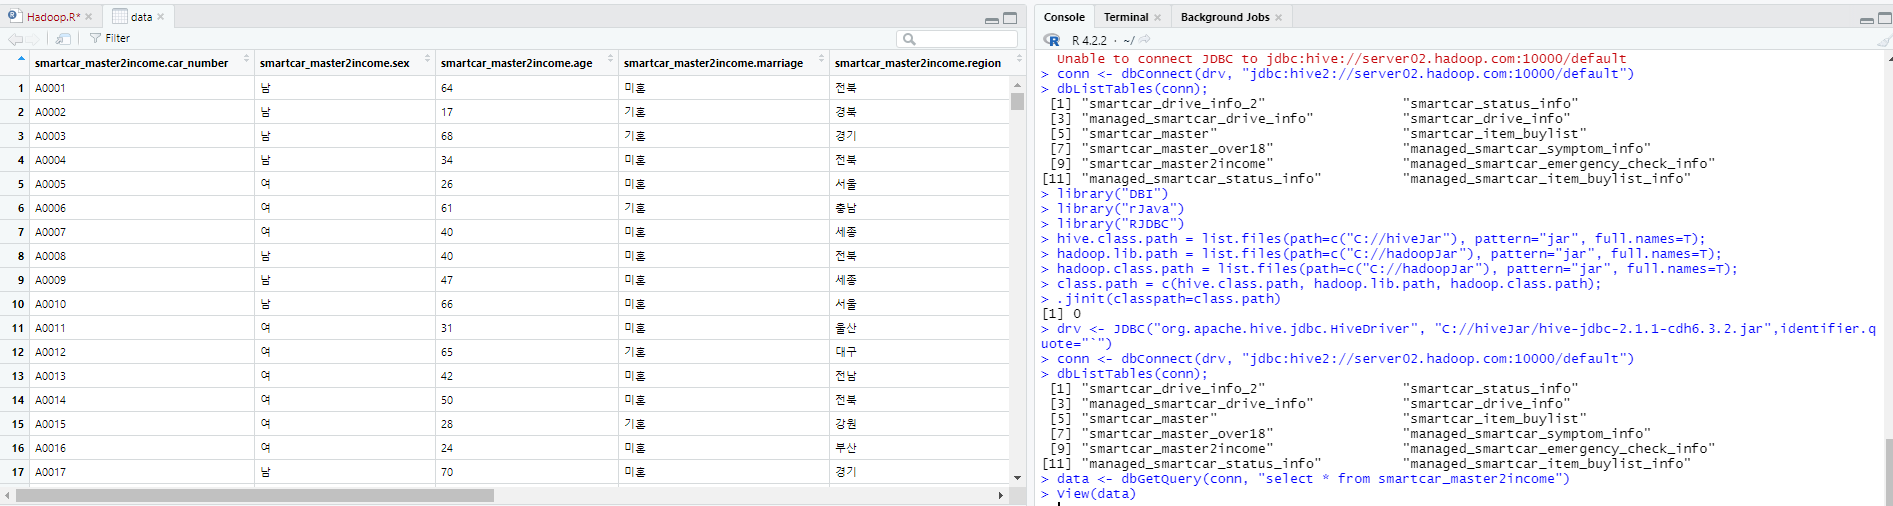 Hadoop.R*
data
Filter
smartcar_master2income.car_number smartcar_master2income.sex smartcar_master2income.age smartcar_master2income.marriage smartcar_master2income.region
1 A0001 남 64 미혼 전북
2 A0002 남 17 기혼 경북
3 A0003 남 68 기혼 경기
4 A0004 남 34 미혼 전북
5 A0005 여 26 미혼 서울
6 A0006 여 61 기혼 충남
7 A0007 여 40 미혼 세종
8 A0008 남 40 미혼 전북
9 A0009 남 47 미혼 세종
10 A0010 남 66 미혼 서울
11 A0011 여 31 미혼 울산
12 A0012 여 65 기혼 대구
13 A0013 여 42 미혼 전남
14 A0014 여 50 미혼 전북
15 A0015 여 28 기혼 강원
16 A0016 여 24 미혼 부산
17 A0017 남 70 미혼 경기
Console Terminal Background Jobs
R 4.2.2 · ~/
Unable to connect JDBC to jdbc:hive://server02.hadoop.com:10000/default
> conn <- dbConnect(drv, "jdbc:hive2://server02.hadoop.com:10000/default")
> dbListTables(conn);
[1] "smartcar_drive_info_2" "smartcar_status_info"
[3] "managed_smartcar_drive_info" "smartcar_drive_info"
[5] "smartcar_master" "smartcar_item_buylist"
[7] "smartcar_master_over18" "managed_smartcar_symptom_info"
[9] "smartcar_master2income" "managed_smartcar_emergency_check_info"
[11] "managed_smartcar_status_info" "managed_smartcar_item_buylist_info"
> library("DBI")
> library("rJava")
> library("RJDBC")
> hive.class.path = list.files(path=c("C://hiveJar"), pattern="jar", full.names=T);
> hadoop.lib.path = list.files(path=c("C://hadoopJar"), pattern="jar", full.names=T);
> hadoop.class.path = list.files(path=c("C://hadoopJar"), pattern="jar", full.names=T);
> class.path = c(hive.class.path, hadoop.lib.path, hadoop.class.path);
> .jinit(classpath=class.path)
[1] 0
> drv <- JDBC("org.apache.hive.jdbc.HiveDriver", "C://hiveJar/hive-jdbc-2.1.1-cdh6.3.2.jar",identifier.q
uote="`")
> conn <- dbConnect(drv, "jdbc:hive2://server02.hadoop.com:10000/default")
> dbListTables(conn);
[1] "smartcar_drive_info_2" "smartcar_status_info"
[3] "managed_smartcar_drive_info" "smartcar_drive_info"
[5] "smartcar_master" "smartcar_item_buylist"
[7] "smartcar_master_over18" "managed_smartcar_symptom_info"
[9] "smartcar_master2income" "managed_smartcar_emergency_check_info"
[11] "managed_smartcar_status_info" "managed_smartcar_item_buylist_info"
> data <- dbGetQuery(conn, "select * from smartcar_master2income")
> View(data)